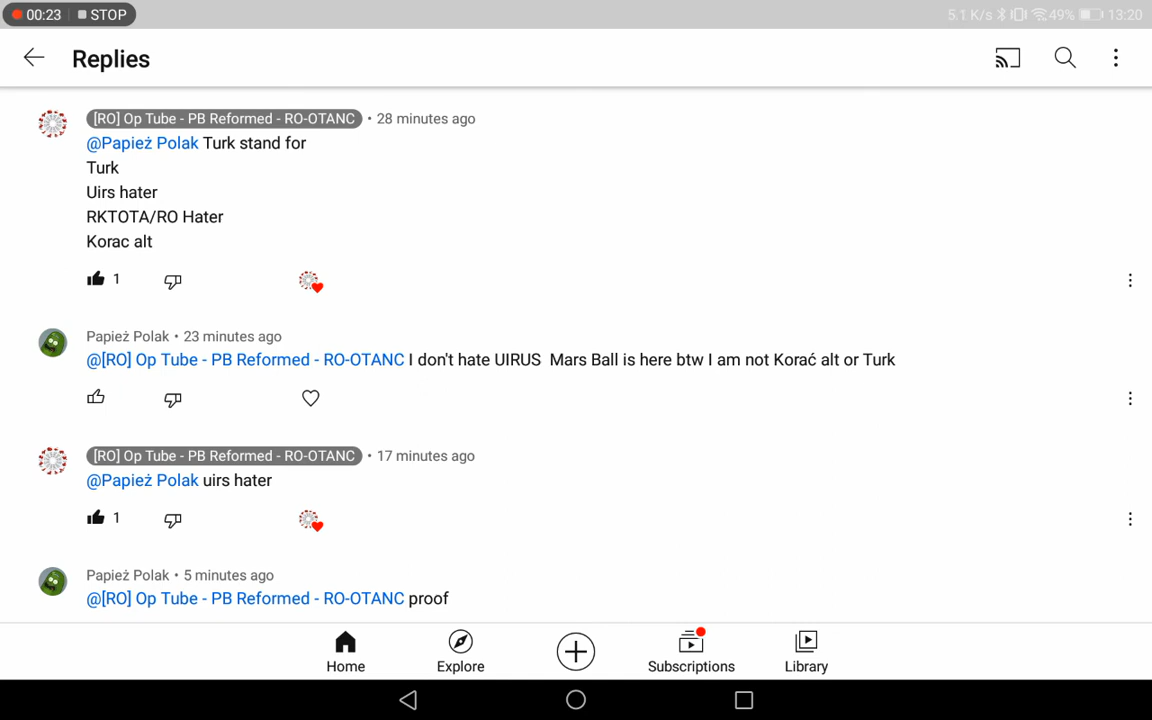 00:23 STOP 5.1 K/s 49% 13:20
Replies
[RO] Op Tube - PB Reformed - RO-OTANC • 28 minutes ago
@Papież Polak Turk stand for
Turk
Uirs hater
RKTOTA/RO Hater
Korac alt
1
Papież Polak • 23 minutes ago
@[RO] Op Tube - PB Reformed - RO-OTANC I don't hate UIRUS  Mars Ball is here btw I am not Korać alt or Turk
[RO] Op Tube - PB Reformed - RO-OTANC • 17 minutes ago
@Papież Polak uirs hater
1
Papież Polak • 5 minutes ago
@[RO] Op Tube - PB Reformed - RO-OTANC proof
Home Explore Subscriptions Library